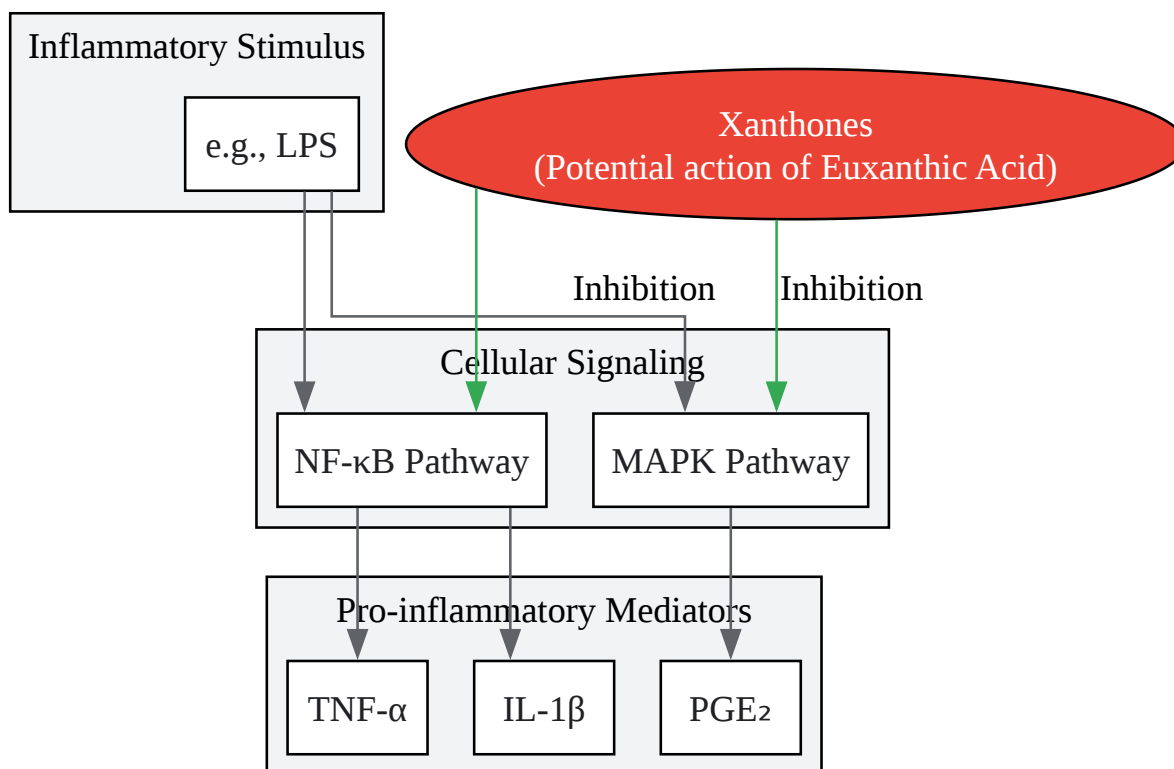 Inflammatory Stimulus
e.g., LPS
Xanthones
(Potential action of Euxanthic Acid)
Inhibition
Inhibition
Cellular Signaling
NF-κB Pathway
MAPK Pathway
Pro-inflammatory Mediators
TNF-α
IL-1β
PGE₂